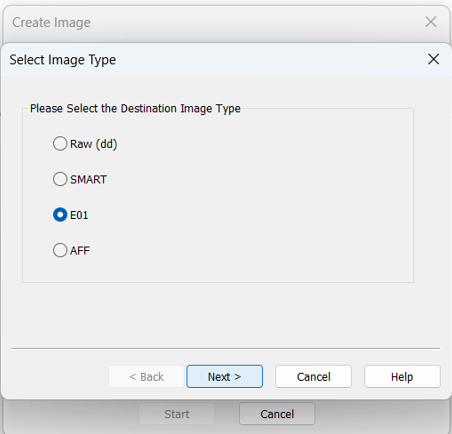 Create Image
Select Image Type
Please Select the Destination Image Type
Raw (dd)
SMART
E01
AFF
< Back
Next >
Cancel
Help
Start
Cancel